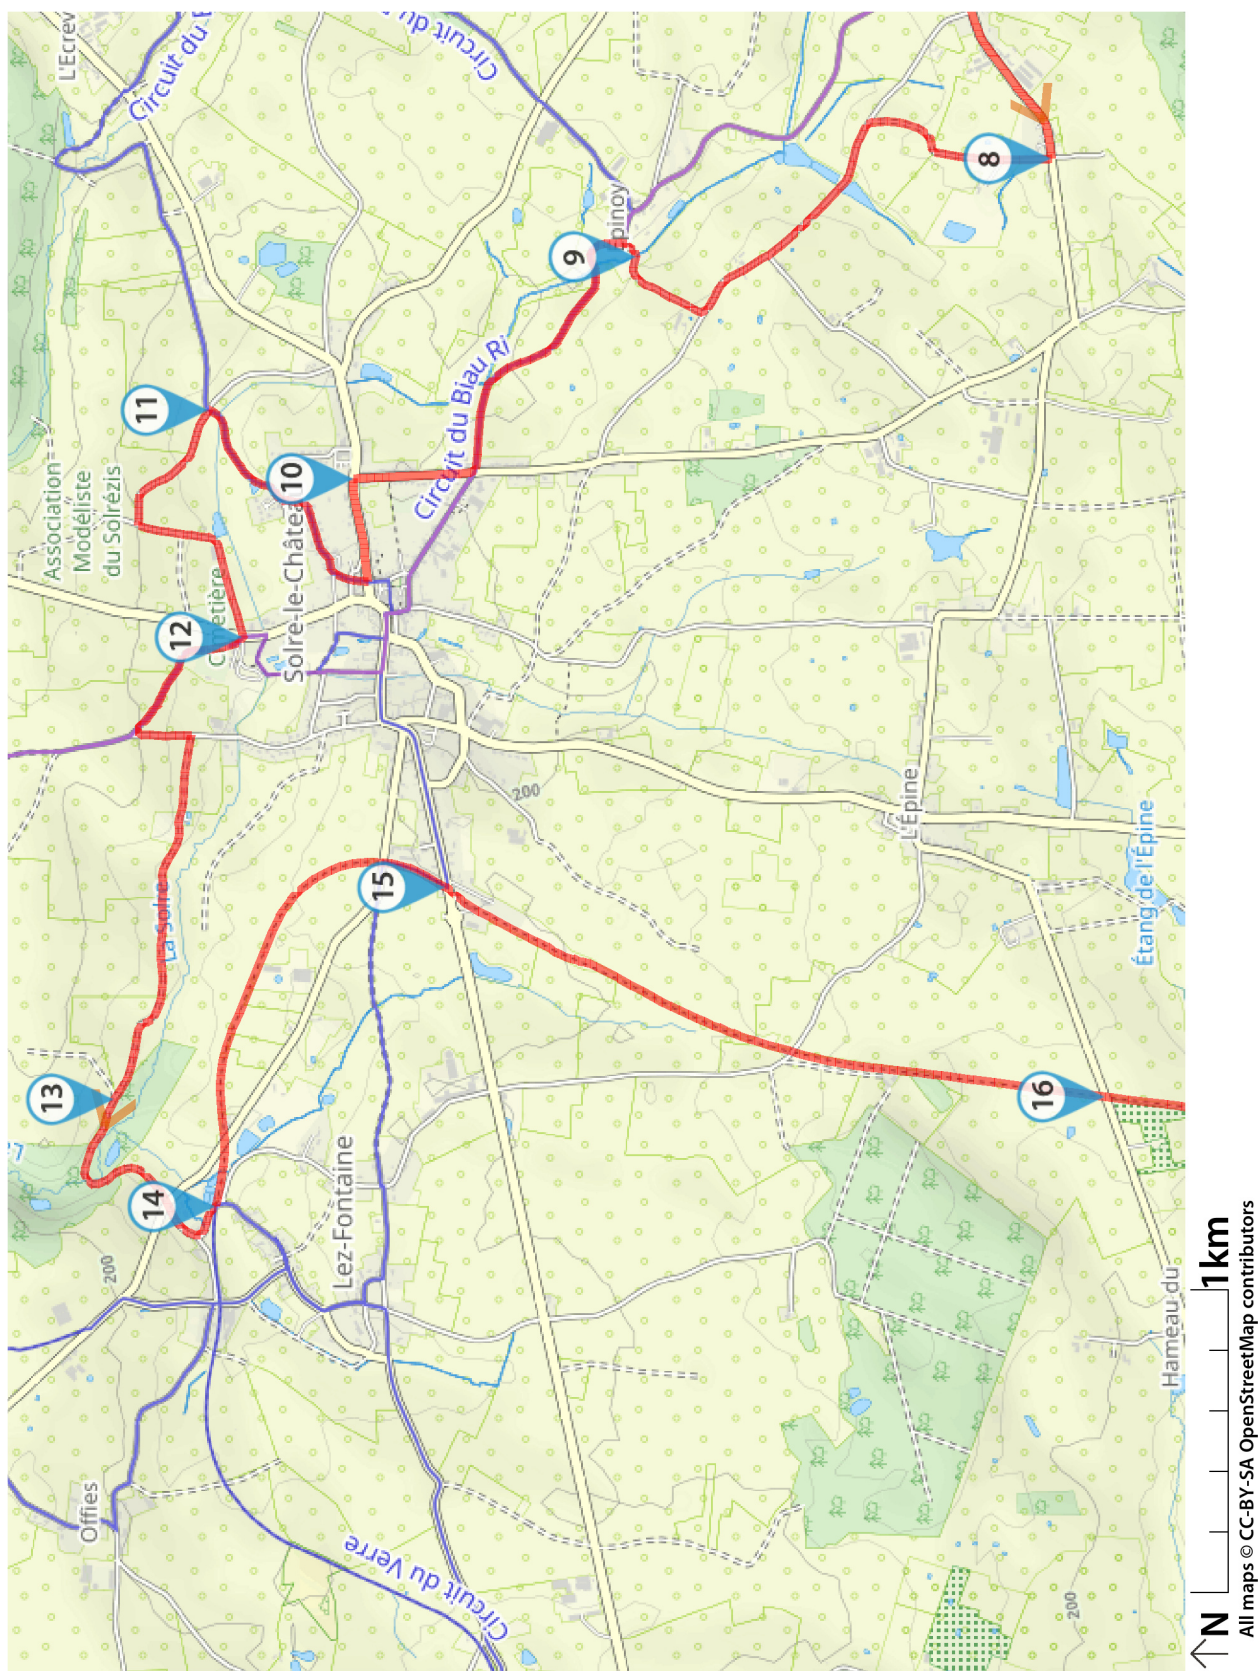 L'Écrev
Circuit du B
Circuit du B
Association
Modéliste
du Solrézis
11
10
Circuit du Biau Ri
9
pinoy
8
Cimetière
12
Solre-le-Châtea
La Solre
15
200
L'Épine
Étang de l'Épine
13
14
200
Lez-Fontaine
16
Hameau du
Offies
Circuit du Verre
200
N
1km
All maps © CC-BY-SA OpenStreetMap contributors